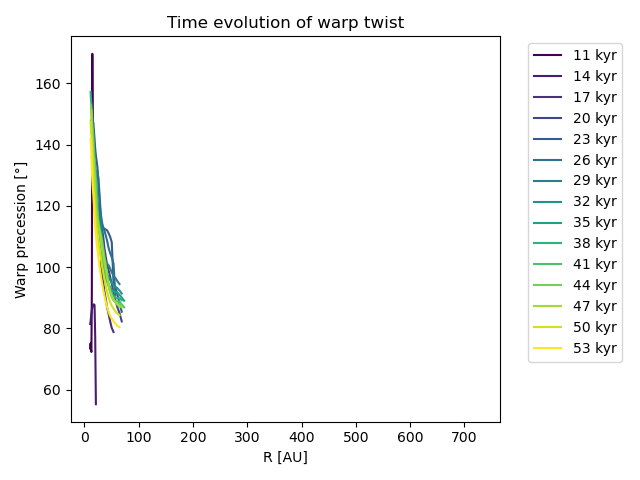 Time evolution of warp twist
Warp precession [°]
160
140
120
100
80
60
0 100 200 300 400 500 600 700
R [AU]
11 kyr
14 kyr
17 kyr
20 kyr
23 kyr
26 kyr
29 kyr
32 kyr
35 kyr
38 kyr
41 kyr
44 kyr
47 kyr
50 kyr
53 kyr